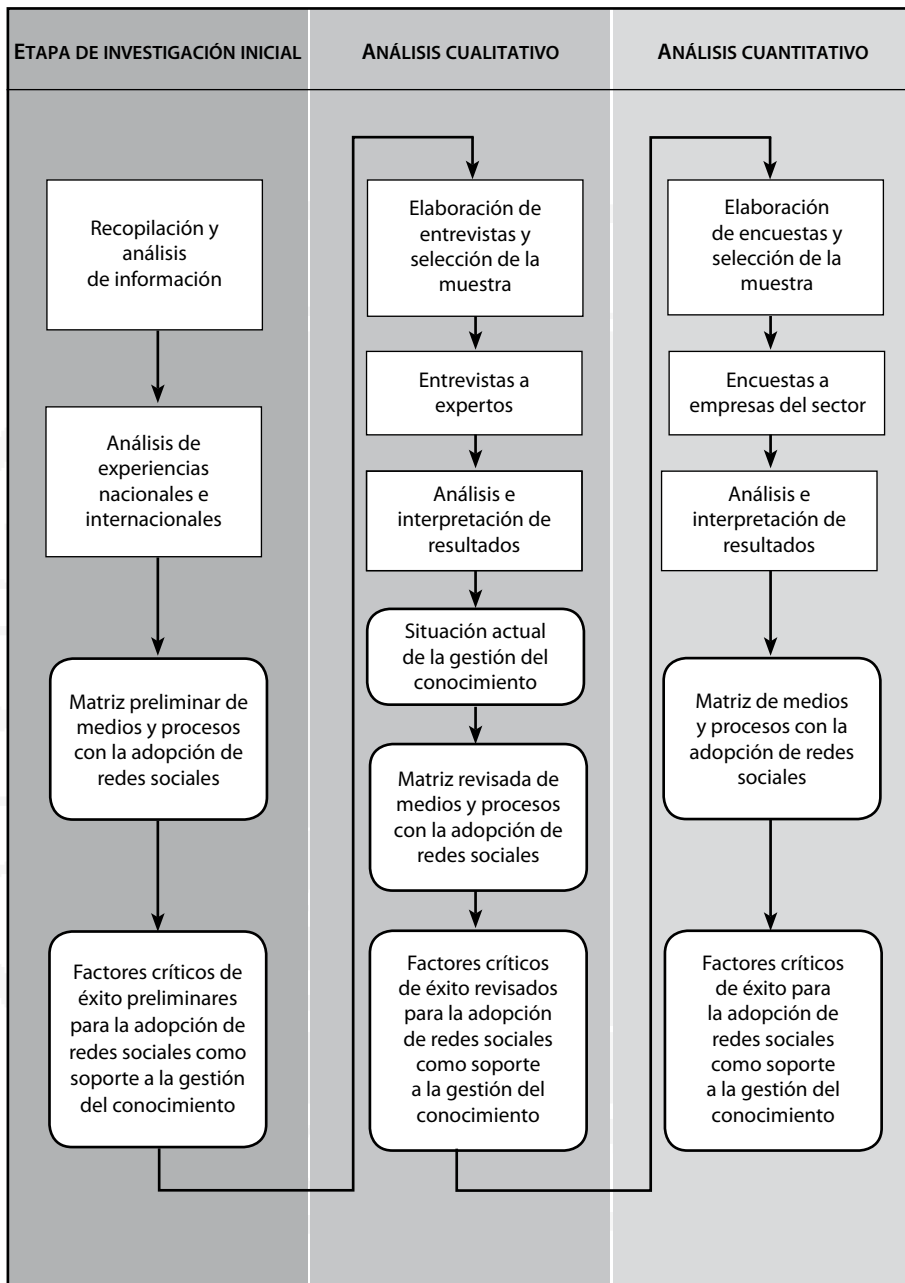 ETAPA DE INVESTIGACIÓN INICIAL
Recopilación y
análisis
de información
Análisis de
experiencias
nacionales e
internacionales
Matriz preliminar de
medios y procesos
con la adopción de
redes sociales
Factores críticos de
éxito preliminares
para la adopción de
redes sociales como
soporte a la gestión
del conocimiento
ANÁLISIS CUALITATIVO
Elaboración de
entrevistas y
selección de la
muestra
Entrevistas a
expertos
Análisis e
interpretación de
resultados
Situación actual
de la gestión del
conocimiento
Matriz revisada de
medios y procesos
con la adopción de
redes sociales
Factores críticos
de éxito revisados
para la adopción
de redes sociales
como soporte
a la gestión del
conocimiento
ANÁLISIS CUANTITATIVO
Elaboración
de encuestas y
selección de la
muestra
Encuestas a
empresas del sector
Análisis e
interpretación de
resultados
Matriz de medios
y procesos con la
adopción de redes
sociales
Factores críticos
de éxito para
la adopción de
redes sociales
como soporte a
la gestión del
conocimiento